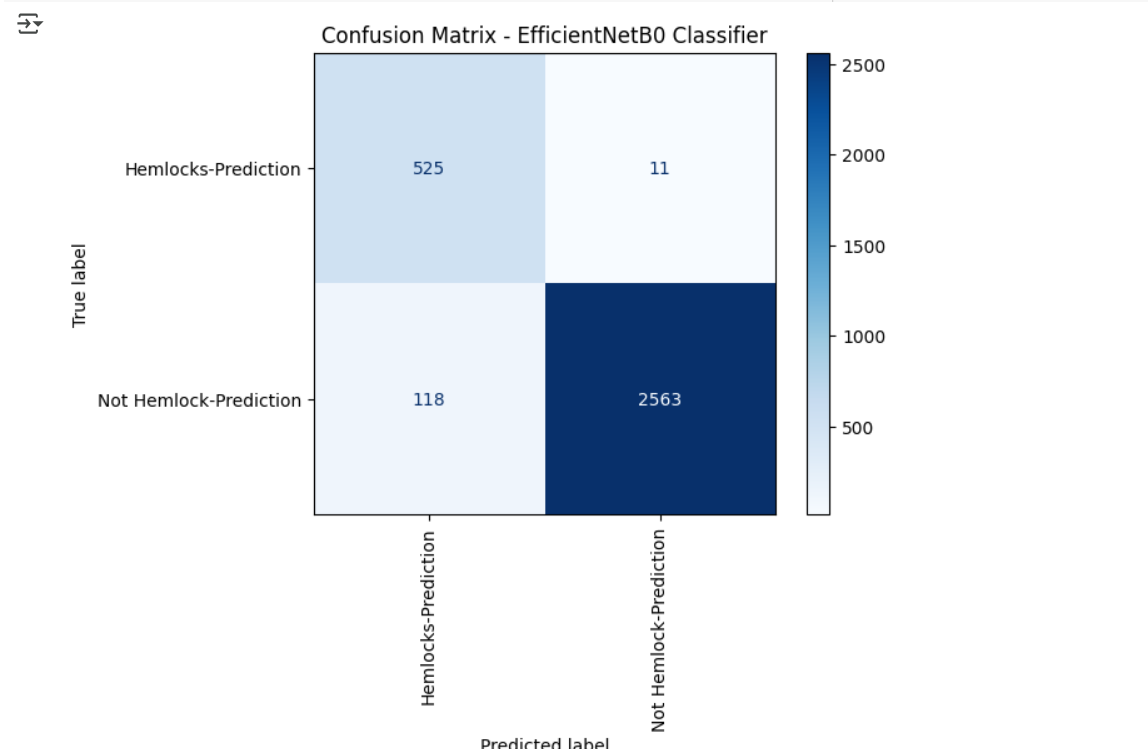 Confusion Matrix - EfficientNetB0 Classifier
2500
2000
1500
1000
500
True label
Hemlocks-Prediction
525
11
Not Hemlock-Prediction
118
2563
Hemlocks-Prediction
Not Hemlock-Prediction
Predicted label